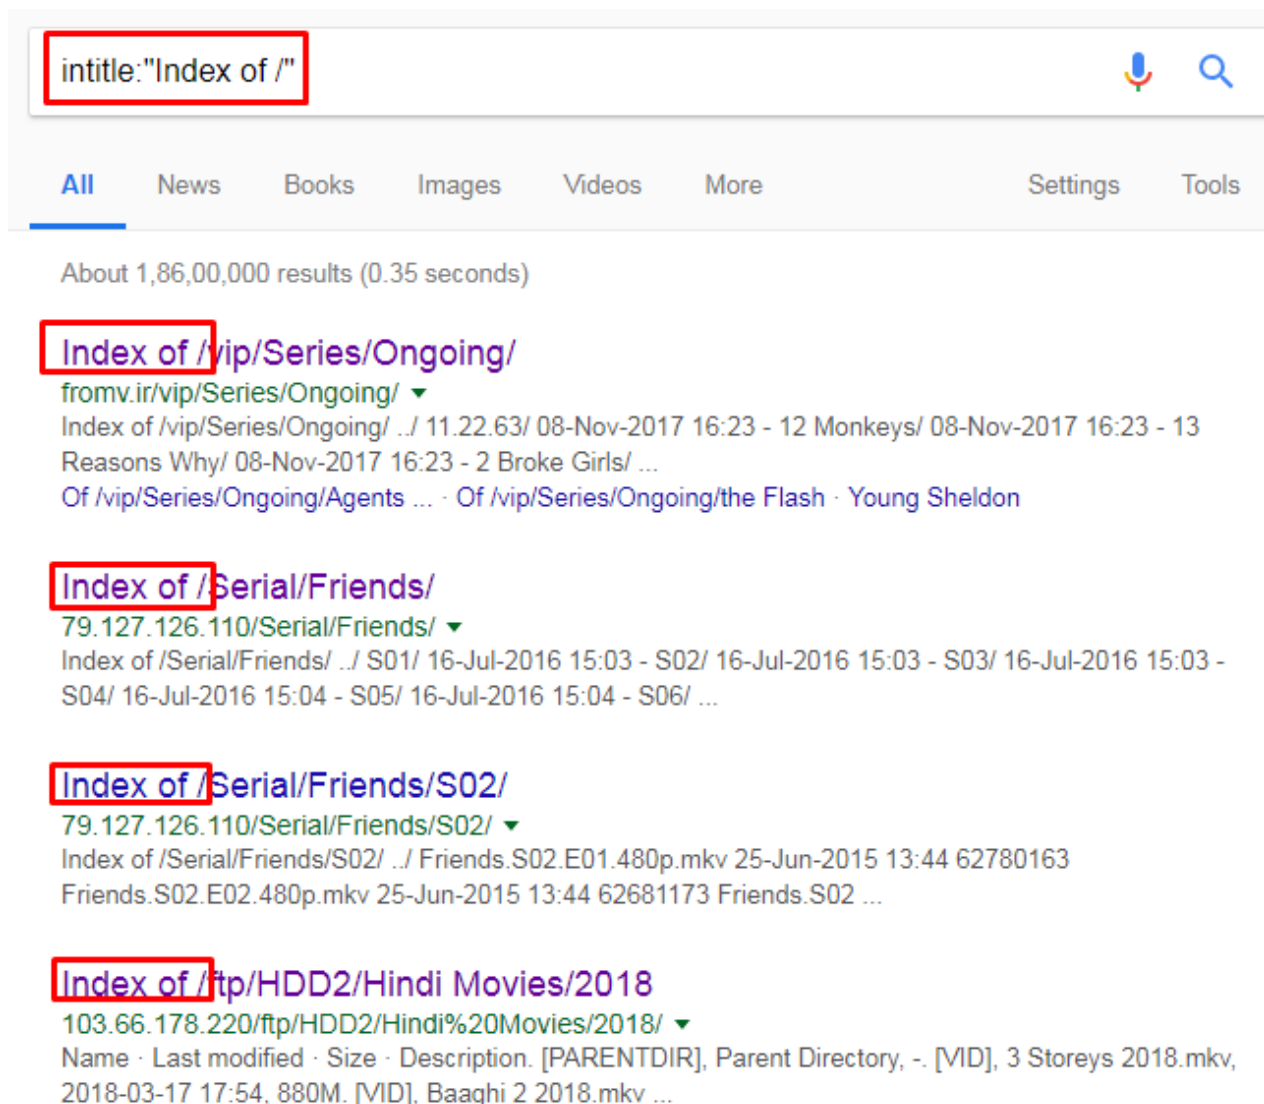 intitle:"Index of /"
All News Books Images Videos More Settings Tools
About 1,86,00,000 results (0.35 seconds)
Index of /vip/Series/Ongoing/
fromv.ir/vip/Series/Ongoing/
Index of /vip/Series/Ongoing/ ../ 11.22.63/ 08-Nov-2017 16:23 - 12 Monkeys/ 08-Nov-2017 16:23 - 13
Reasons Why/ 08-Nov-2017 16:23 - 2 Broke Girls/ ...
Of /vip/Series/Ongoing/Agents ... · Of /vip/Series/Ongoing/the Flash · Young Sheldon
Index of /Serial/Friends/
79.127.126.110/Serial/Friends/
Index of /Serial/Friends/ ../ S01/ 16-Jul-2016 15:03 - S02/ 16-Jul-2016 15:03 - S03/ 16-Jul-2016 15:03 -
S04/ 16-Jul-2016 15:04 - S05/ 16-Jul-2016 15:04 - S06/ ...
Index of /Serial/Friends/S02/
79.127.126.110/Serial/Friends/S02/
Index of /Serial/Friends/S02/ ../ Friends.S02.E01.480p.mkv 25-Jun-2015 13:44 62780163
Friends.S02.E02.480p.mkv 25-Jun-2015 13:44 62681173 Friends.S02 ...
Index of /ftp/HDD2/Hindi Movies/2018
103.66.178.220/ftp/HDD2/Hindi%20Movies/2018/
Name · Last modified · Size · Description. [PARENTDIR], Parent Directory, -. [VID], 3 Storeys 2018.mkv,
2018-03-17 17:54, 880M. [VID], Baaghi 2 2018.mkv ...